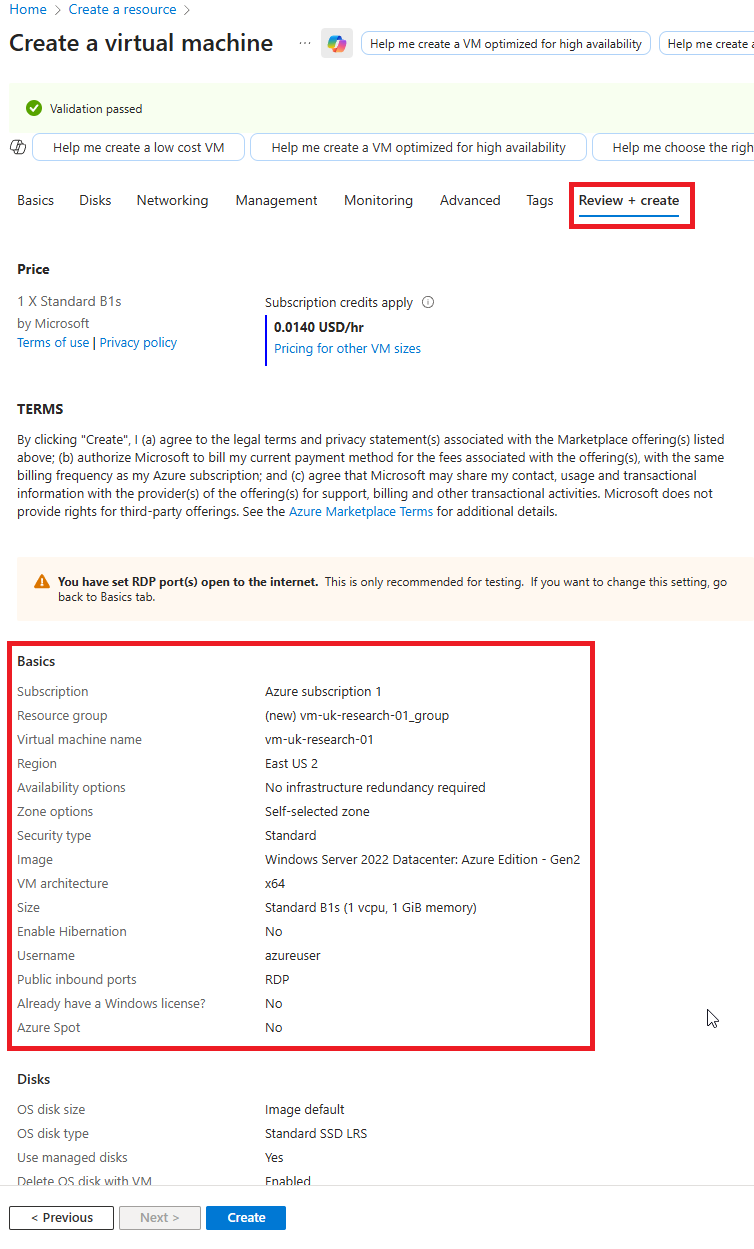 Home > Create a resource >
Create a virtual machine ... Help me create a VM optimized for high availability Help me create a
Validation passed
Help me create a low cost VM Help me create a VM optimized for high availability Help me choose the righ
Basics Disks Networking Management Monitoring Advanced Tags Review + create
Price
1 X Standard B1s
by Microsoft
Terms of use | Privacy policy
Subscription credits apply
0.0140 USD/hr
Pricing for other VM sizes
TERMS
By clicking "Create", I (a) agree to the legal terms and privacy statement(s) associated with the Marketplace offering(s) listed
above; (b) authorize Microsoft to bill my current payment method for the fees associated with the offering(s), with the same
billing frequency as my Azure subscription; and (c) agree that Microsoft may share my contact, usage and transactional
information with the provider(s) of the offering(s) for support, billing and other transactional activities. Microsoft does not
provide rights for third-party offerings. See the Azure Marketplace Terms for additional details.
You have set RDP port(s) open to the internet. This is only recommended for testing. If you want to change this setting, go
back to Basics tab.
Basics
Subscription Azure subscription 1
Resource group (new) vm-uk-research-01_group
Virtual machine name vm-uk-research-01
Region East US 2
Availability options No infrastructure redundancy required
Zone options Self-selected zone
Security type Standard
Image Windows Server 2022 Datacenter: Azure Edition - Gen2
VM architecture x64
Size Standard B1s (1 vcpu, 1 GiB memory)
Enable Hibernation No
Username azureuser
Public inbound ports RDP
Already have a Windows license? No
Azure Spot No
Disks
OS disk size Image default
OS disk type Standard SSD LRS
Use managed disks Yes
Delete OS disk with VM Enabled
< Previous Next > Create